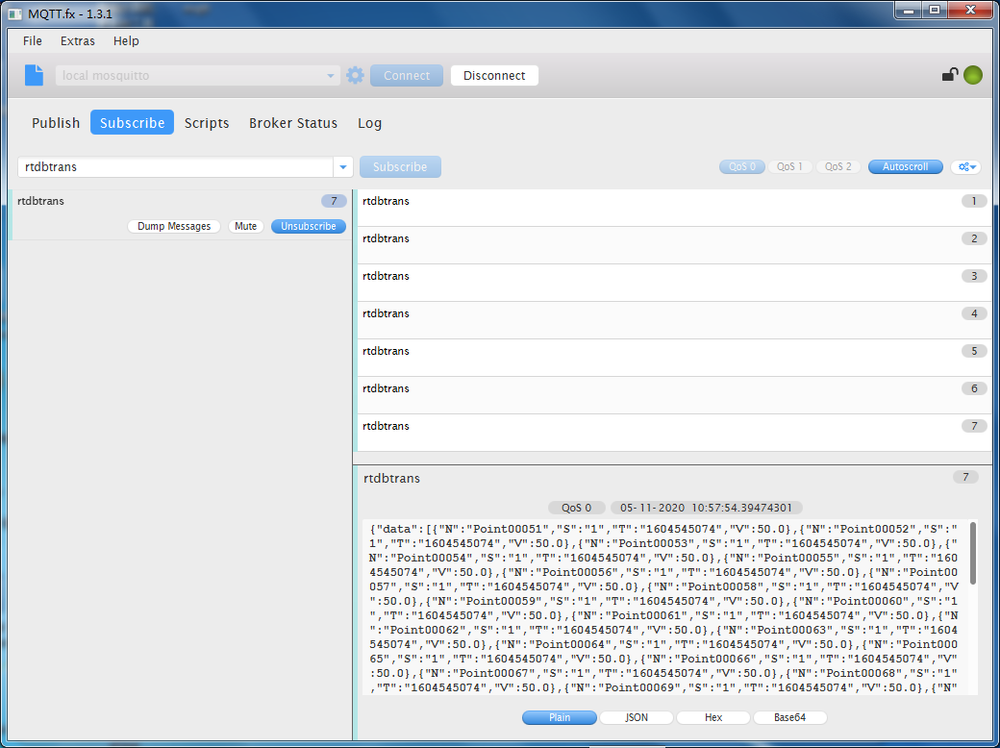 MQTT.fx - 1.3.1
File Extras Help
local mosquitto Connect Disconnect
Publish Subscribe Scripts Broker Status Log
rtdbtrans Subscribe QoS 0 QoS 1 QoS 2 Autoscroll
rtdbtrans 7
Dump Messages Mute Unsubscribe
rtdbtrans 1
rtdbtrans 2
rtdbtrans 3
rtdbtrans 4
rtdbtrans 5
rtdbtrans 6
rtdbtrans 7
rtdbtrans 7
QoS 0 05-11-2020 10:57:54.39474301
{"data":[{"N":"Point00051","S":"1","T":"1604545074","V":50.0},{"N":"Point00052","S":"
1","T":"1604545074","V":50.0},{"N":"Point00053","S":"1","T":"1604545074","V":50.0},{"
N":"Point00054","S":"1","T":"1604545074","V":50.0},{"N":"Point00055","S":"1","T":"160
4545074","V":50.0},{"N":"Point00056","S":"1","T":"1604545074","V":50.0},{"N":"Point00
057","S":"1","T":"1604545074","V":50.0},{"N":"Point00058","S":"1","T":"1604545074","V
":50.0},{"N":"Point00059","S":"1","T":"1604545074","V":50.0},{"N":"Point00060","S":"1
","T":"1604545074","V":50.0},{"N":"Point00061","S":"1","T":"1604545074","V":50.0},{"N
":"Point00062","S":"1","T":"1604545074","V":50.0},{"N":"Point00063","S":"1","T":"1604
545074","V":50.0},{"N":"Point00064","S":"1","T":"1604545074","V":50.0},{"N":"Point000
65","S":"1","T":"1604545074","V":50.0},{"N":"Point00066","S":"1","T":"1604545074","V"
:50.0},{"N":"Point00067","S":"1","T":"1604545074","V":50.0},{"N":"Point00068","S":"1"
,"T":"1604545074","V":50.0},{"N":"Point00069","S":"1","T":"1604545074","V":50.0},{"N"
Plain JSON Hex Base64